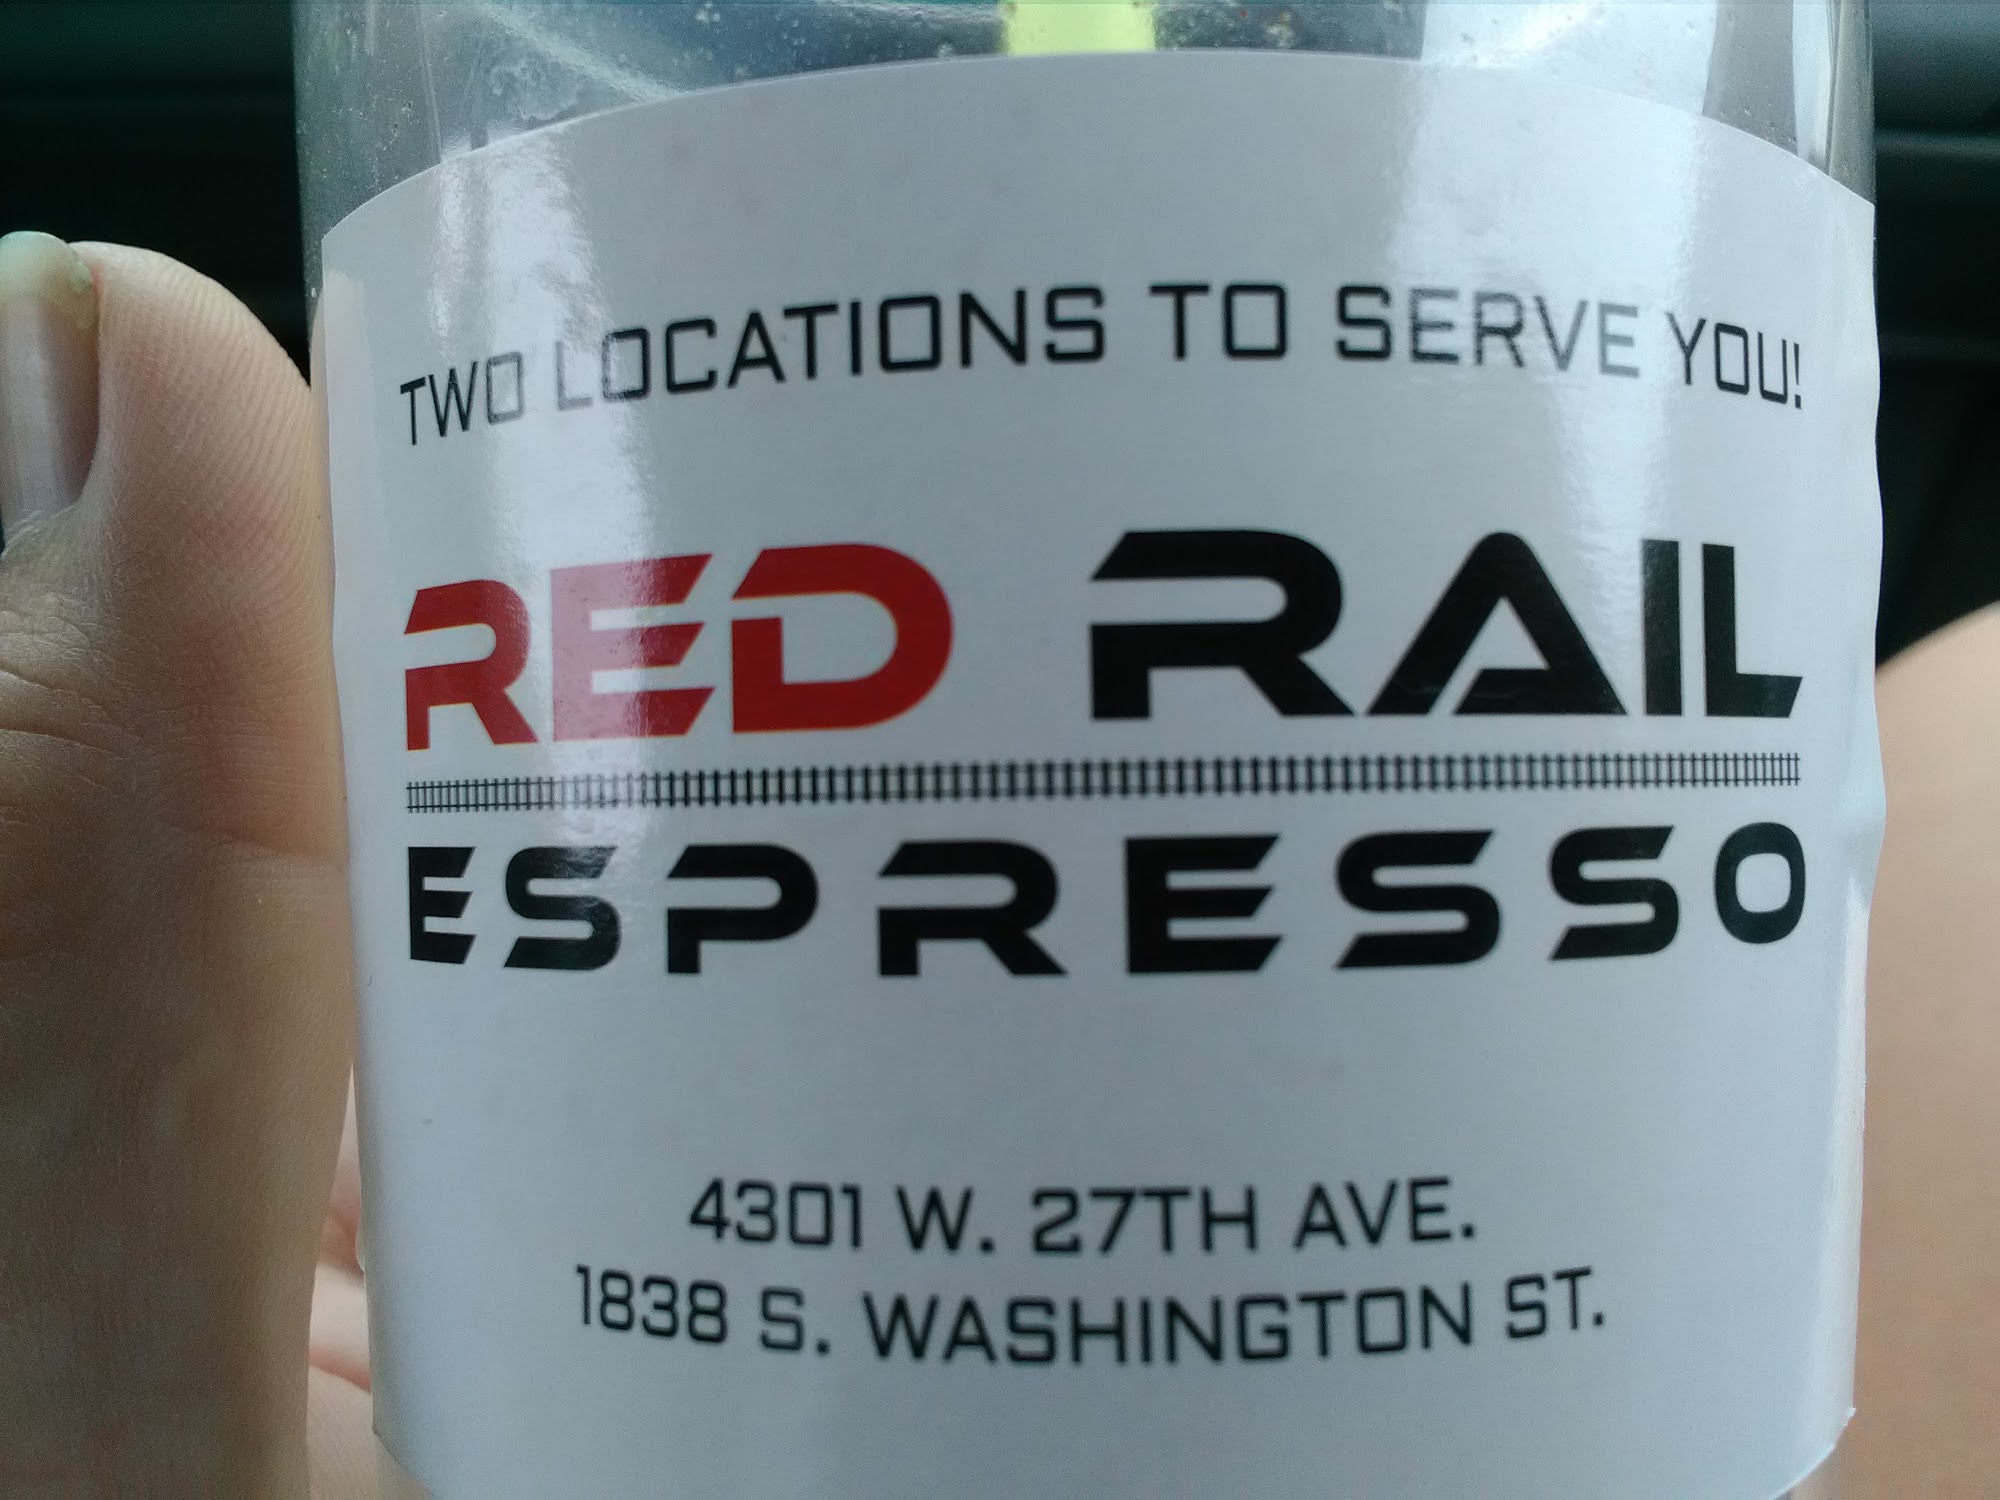 TWO LOCATIONS TO SERVE YOU!
RED RAIL
ESPRESSO
4301 W. 27TH AVE.
1838 S. WASHINGTON ST.